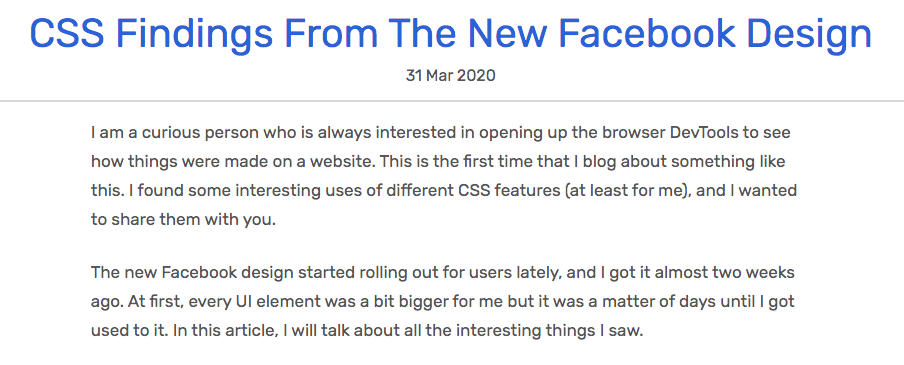 CSS Findings From The New Facebook Design
31 Mar 2020
I am a curious person who is always interested in opening up the browser DevTools to see
how things were made on a website. This is the first time that I blog about something like
this. I found some interesting uses of different CSS features (at least for me), and I wanted
to share them with you.
The new Facebook design started rolling out for users lately, and I got it almost two weeks
ago. At first, every UI element was a bit bigger for me but it was a matter of days until I got
used to it. In this article, I will talk about all the interesting things I saw.